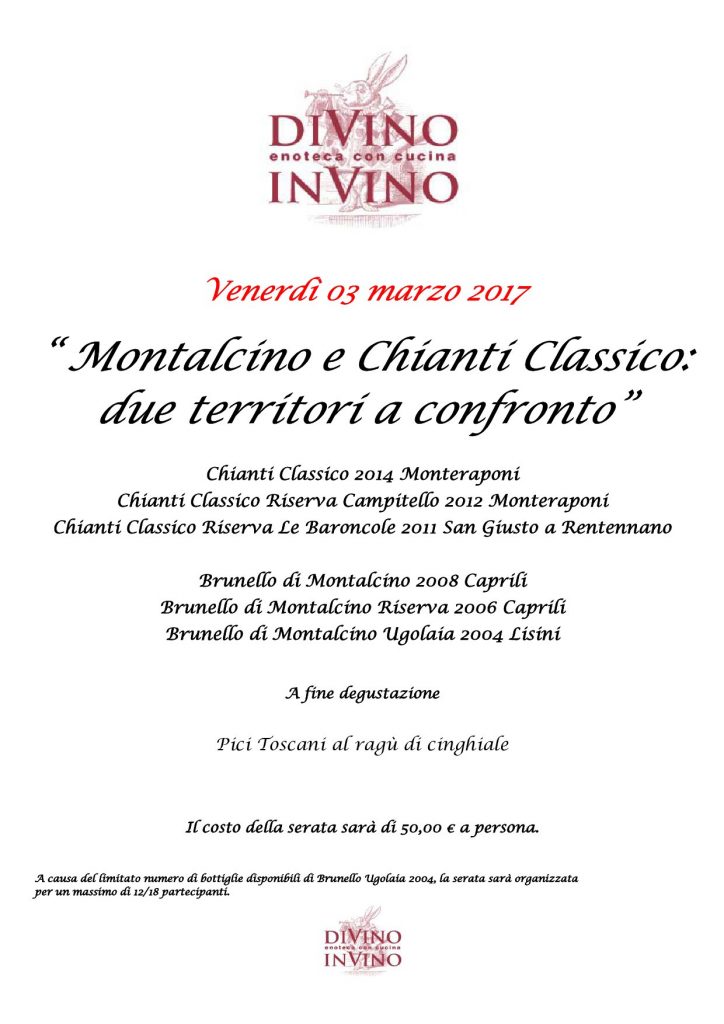 DIVINO
enoteca con cucina
INVINO
Venerdì 03 marzo 2017
“ Montalcino e Chianti Classico:
due territori a confronto”
Chianti Classico 2014 Monteraponi
Chianti Classico Riserva Campitello 2012 Monteraponi
Chianti Classico Riserva Le Baroncole 2011 San Giusto a Rentennano
Brunello di Montalcino 2008 Caprili
Brunello di Montalcino Riserva 2006 Caprili
Brunello di Montalcino Ugolaia 2004 Lisini
A fine degustazione
Pici Toscani al ragù di cinghiale
Il costo della serata sarà di 50,00 € a persona.
A causa del limitato numero di bottiglie disponibili di Brunello Ugolaia 2004, la serata sarà organizzata
per un massimo di 12/18 partecipanti.
DIVINO
enoteca con cucina
INVINO